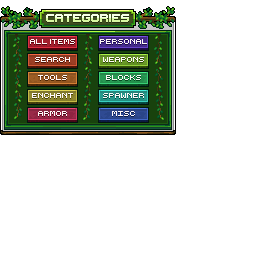 CATEGORIES
ALL ITEMS PERSONAL
SEARCH WEAPONS
TOOLS BLOCKS
ENCHANT SPAWNER
ARMOR MISC